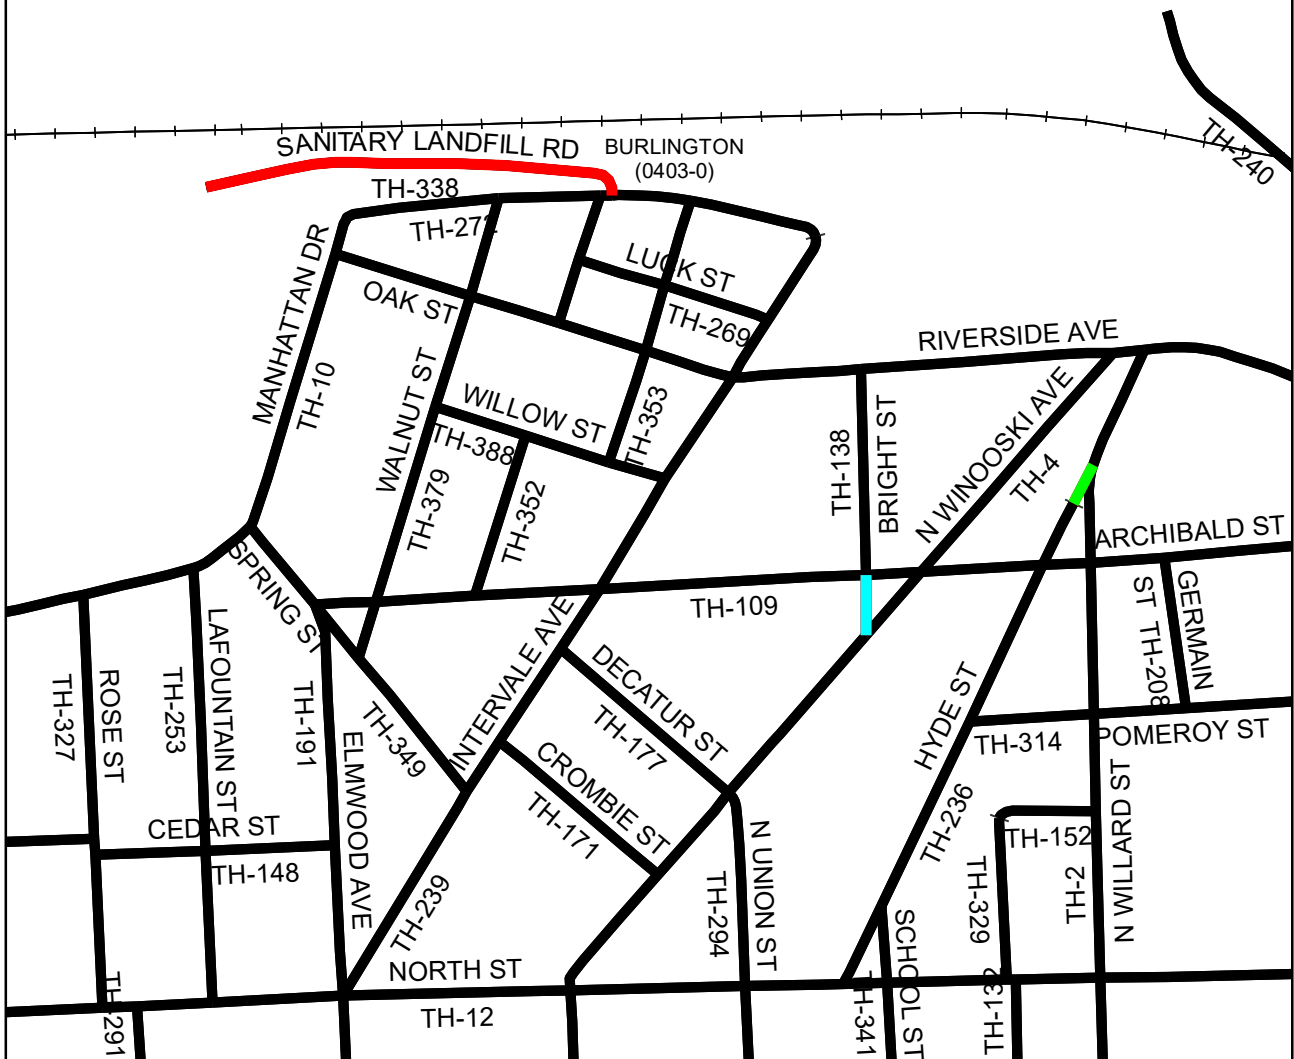 TH-240
SANITARY LANDFILL RD
BURLINGTON
(0403-0)
TH-338
TH-272
MANHATTAN DR
LUCK ST
OAK ST
TH-269
RIVERSIDE AVE
TH-10
WALNUT ST
WILLOW ST
TH-353
TH-388
TH-138
BRIGHT ST
N WINOOSKI AVE
TH-4
TH-379
TH-352
ARCHIBALD ST
SPRING ST
TH-109
INTERVALE AVE
GERMAIN
ST TH-208
LAFOUNTAIN ST
TH-327
ROSE ST
TH-253
TH-191
TH-349
DECATUR ST
TH-177
HYDE ST
TH-314
POMEROY ST
ELMWOOD AVE
CROMBIE ST
TH-171
CEDAR ST
TH-148
TH-236
TH-152
N WILLARD ST
TH-2
N UNION ST
TH-294
TH-329
TH-239
SCHOOL ST
NORTH ST
TH-12
TH-291
TH-341
TH-132